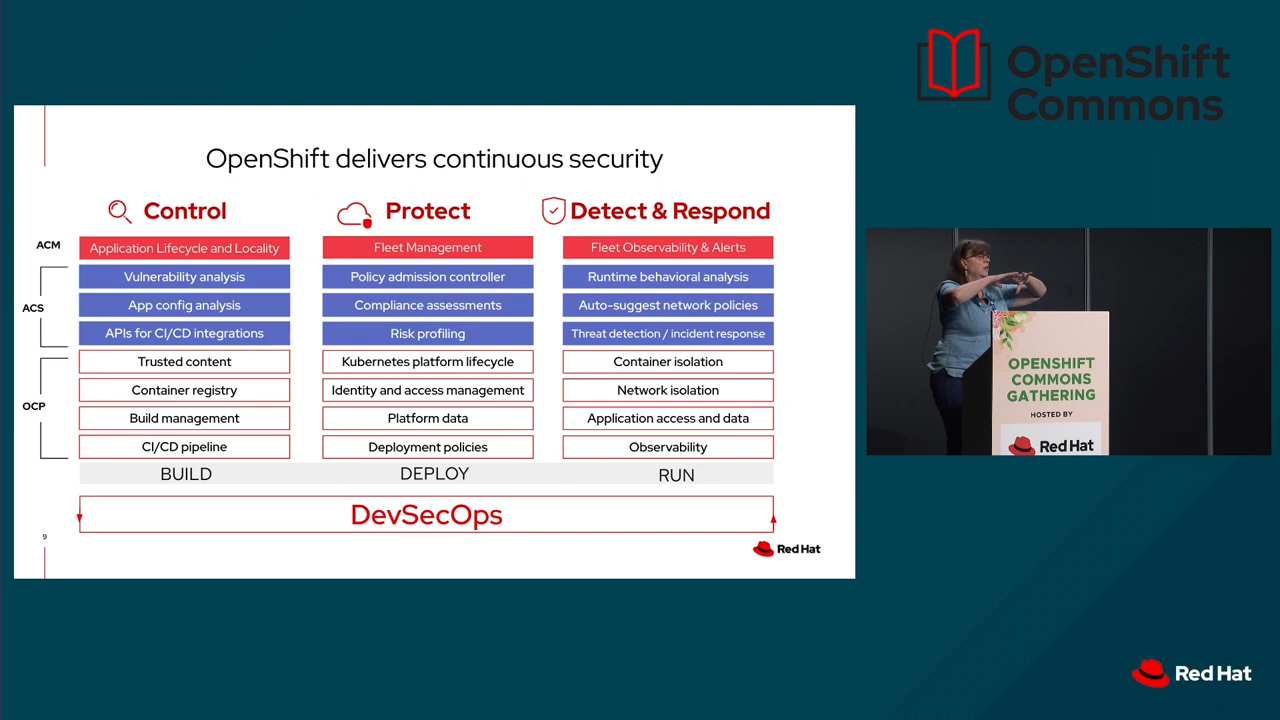 OpenShift
Commons
OpenShift delivers continuous security
Control
Protect
Detect & Respond
ACM
Application Lifecycle and Locality
Fleet Management
Fleet Observability & Alerts
Vulnerability analysis
Policy admission controller
Runtime behavioral analysis
ACS
App config analysis
Compliance assessments
Auto-suggest network policies
APIs for CI/CD integrations
Risk profiling
Threat detection / incident response
Trusted content
Kubernetes platform lifecycle
Container isolation
Container registry
Identity and access management
Network isolation
OCP
Build management
Platform data
Application access and data
CI/CD pipeline
Deployment policies
Observability
BUILD
DEPLOY
RUN
DevSecOps
9
Red Hat
OPENSHIFT
COMMONS
GATHERING
HOSTED BY
Red Hat
Red Hat